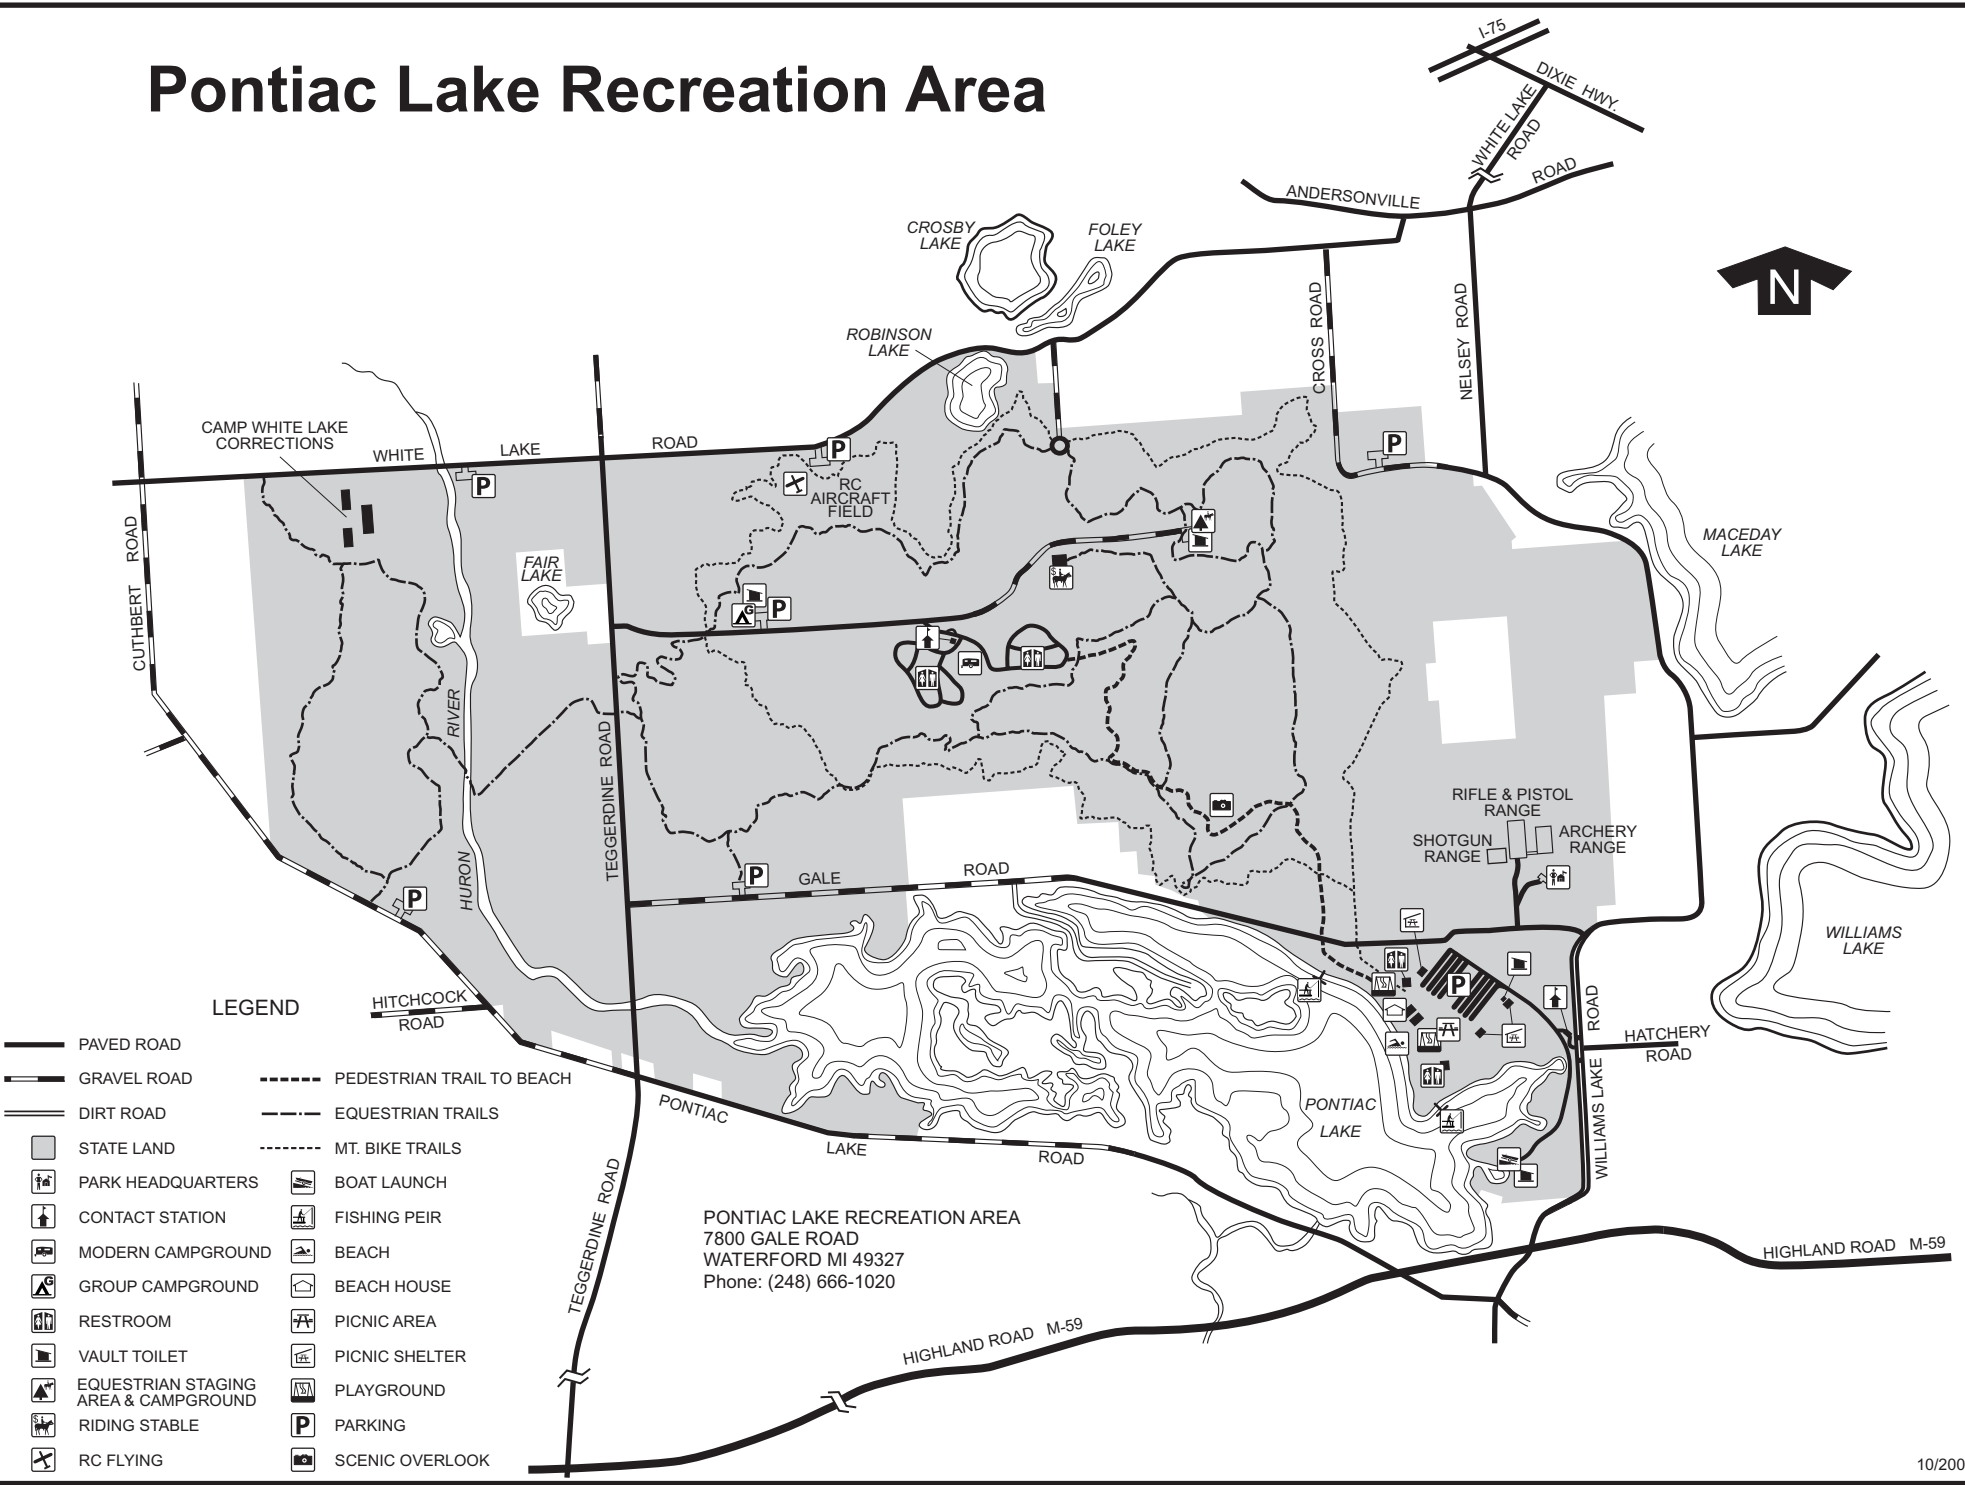 Pontiac Lake Recreation Area
I-75
DIXIE HWY.
WHITE LAKE
ROAD
ANDERSONVILLE ROAD
CROSBY
LAKE
FOLEY
LAKE
N
ROBINSON
LAKE
CROSS ROAD
NELSEY ROAD
CAMP WHITE LAKE
CORRECTIONS
WHITE LAKE ROAD
P
P
P
P
P
P
P
P
RC
AIRCRAFT
FIELD
FAIR
LAKE
MACEDAY
LAKE
CUTHBERT ROAD
G
$
RIVER
HURON
TEGGERDINE ROAD
RIFLE & PISTOL
RANGE
SHOTGUN
RANGE
ARCHERY
RANGE
GALE ROAD
WILLIAMS
LAKE
HITCHCOCK
ROAD
HATCHERY
ROAD
WILLIAMS LAKE ROAD
PONTIAC
LAKE
PONTIAC LAKE ROAD
TEGGERDINE ROAD
HIGHLAND ROAD M-59
HIGHLAND ROAD M-59
PONTIAC LAKE RECREATION AREA
7800 GALE ROAD
WATERFORD MI 49327
Phone: (248) 666-1020
LEGEND
PAVED ROAD
GRAVEL ROAD
DIRT ROAD
STATE LAND
PARK HEADQUARTERS
CONTACT STATION
MODERN CAMPGROUND
G
GROUP CAMPGROUND
RESTROOM
VAULT TOILET
EQUESTRIAN STAGING
AREA & CAMPGROUND
$
RIDING STABLE
RC FLYING
PEDESTRIAN TRAIL TO BEACH
EQUESTRIAN TRAILS
MT. BIKE TRAILS
BOAT LAUNCH
FISHING PEIR
BEACH
BEACH HOUSE
PICNIC AREA
PICNIC SHELTER
PLAYGROUND
P PARKING
SCENIC OVERLOOK
10/200